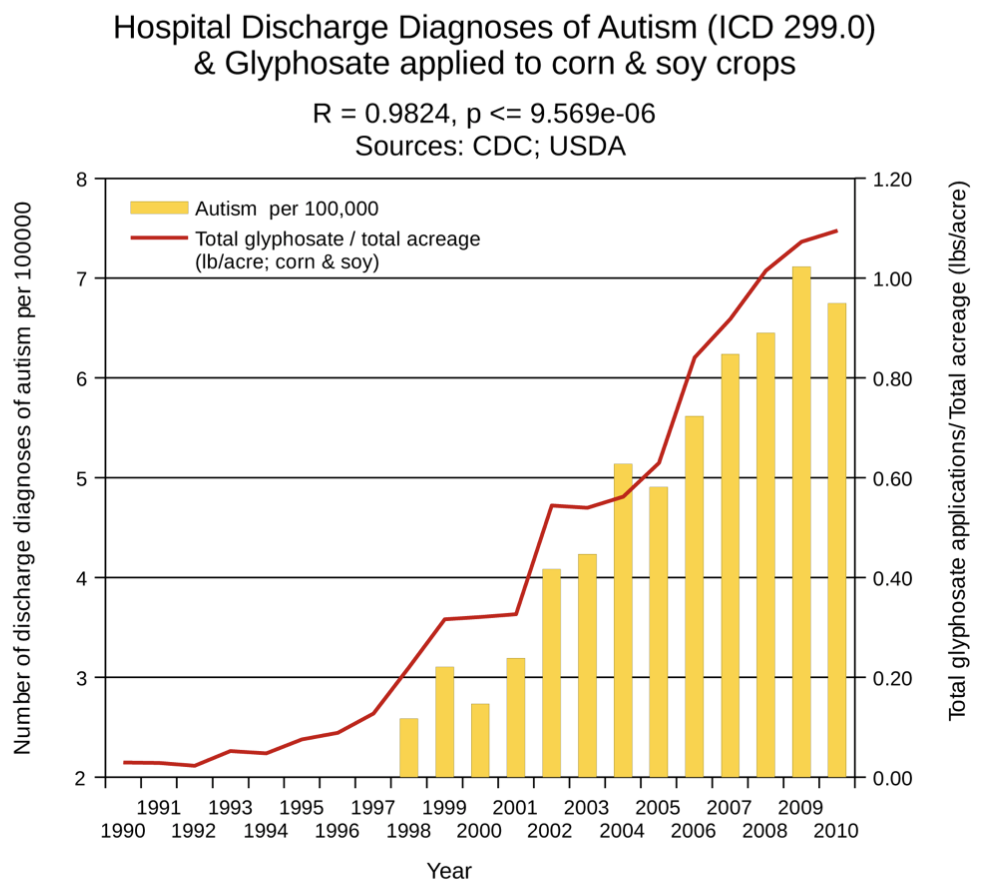 Hospital Discharge Diagnoses of Autism (ICD 299.0)
& Glyphosate applied to corn & soy crops
R = 0.9824, p <= 9.569e-06
Sources: CDC; USDA
Number of discharge diagnoses of autism per 100000
8
7
6
5
4
3
2
Autism per 100,000
Total glyphosate / total acreage
(lb/acre; corn & soy)
1.20
1.00
0.80
0.60
0.40
0.20
0.00
Total glyphosate applications/Total acreage (lbs/acre)
1991 1993 1995 1997 1999 2001 2003 2005 2007 2009
1990 1992 1994 1996 1998 2000 2002 2004 2006 2008 2010
Year